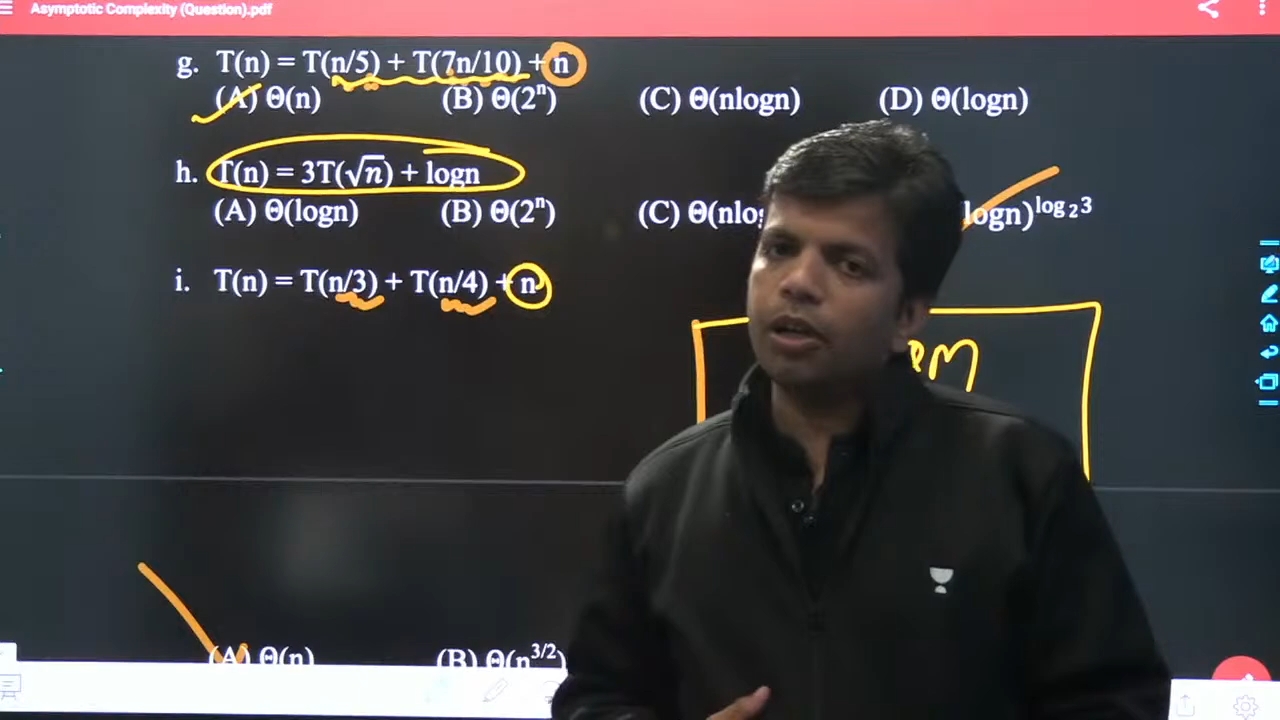 Asymptotic Complexity (Question).pdf
g. T(n) = T(n/5) + T(7n/10) + n
(A) Θ(n) (B) Θ(2ⁿ) (C) Θ(nlogn) (D) Θ(logn)
h. T(n) = 3T(√n) + logn
(A) Θ(logn) (B) Θ(2ⁿ) (C) Θ(nlo logn)^log₂3
i. T(n) = T(n/3) + T(n/4) + n
(A) Θ(n) (B) Θ(n^3/2)